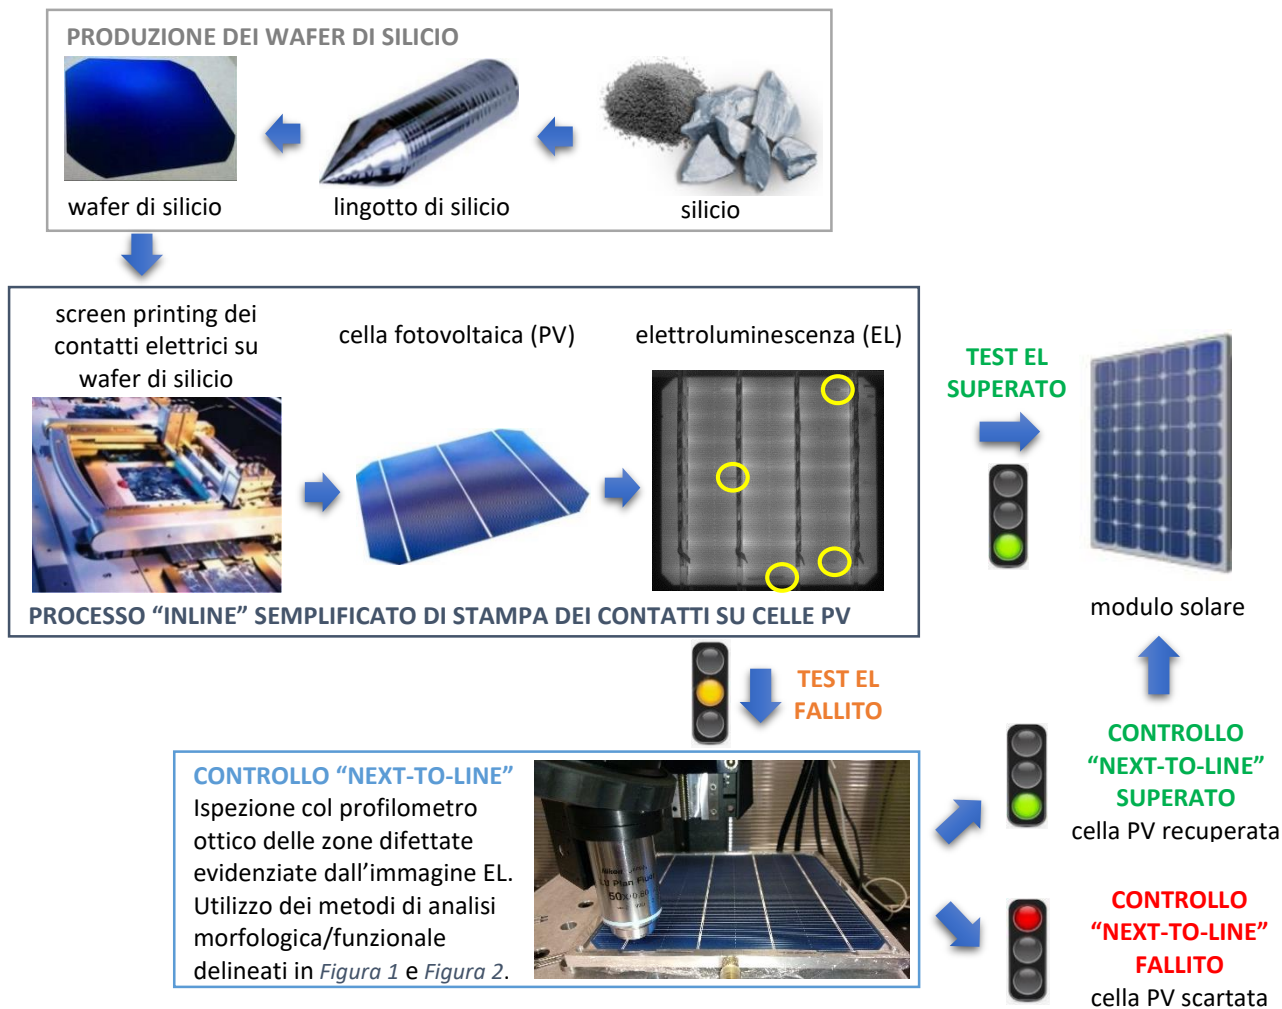 PRODUZIONE DEI WAFER DI SILICIO
wafer di silicio
lingotto di silicio
silicio
screen printing dei
contatti elettrici su
wafer di silicio
cella fotovoltaica (PV)
elettroluminescenza (EL)
PROCESSO “INLINE” SEMPLIFICATO DI STAMPA DEI CONTATTI SU CELLE PV
TEST EL
SUPERATO
modulo solare
TEST EL
FALLITO
CONTROLLO “NEXT-TO-LINE”
Ispezione col profilometro
ottico delle zone difettate
evidenziate dall’immagine EL.
Utilizzo dei metodi di analisi
morfologica/funzionale
delineati in Figura 1 e Figura 2.
50X
CONTROLLO
“NEXT-TO-LINE”
SUPERATO
cella PV recuperata
CONTROLLO
“NEXT-TO-LINE”
FALLITO
cella PV scartata